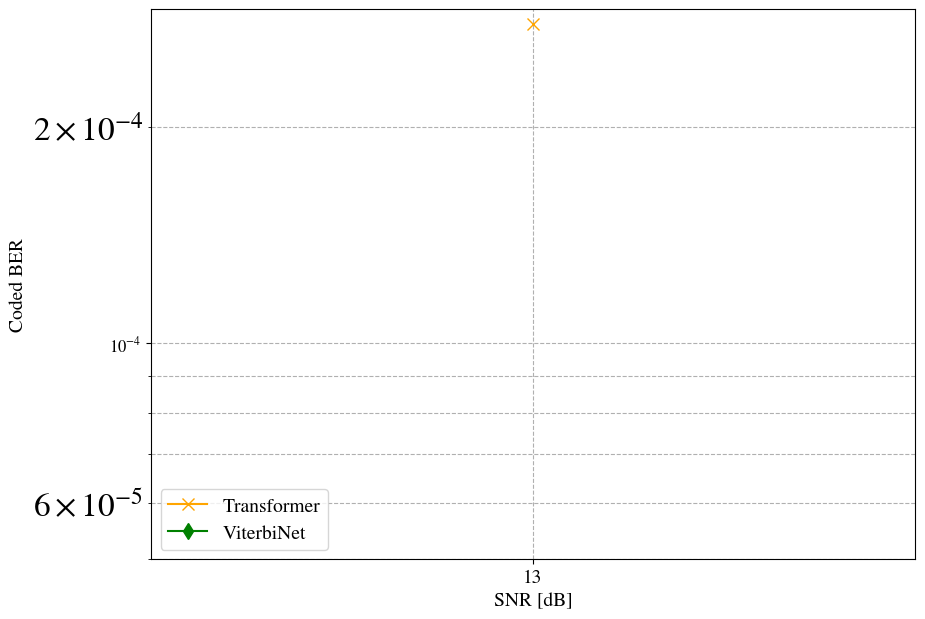 2×10⁻⁴
Coded BER
10⁻⁴
6×10⁻⁵
Transformer
ViterbiNet
13
SNR [dB]